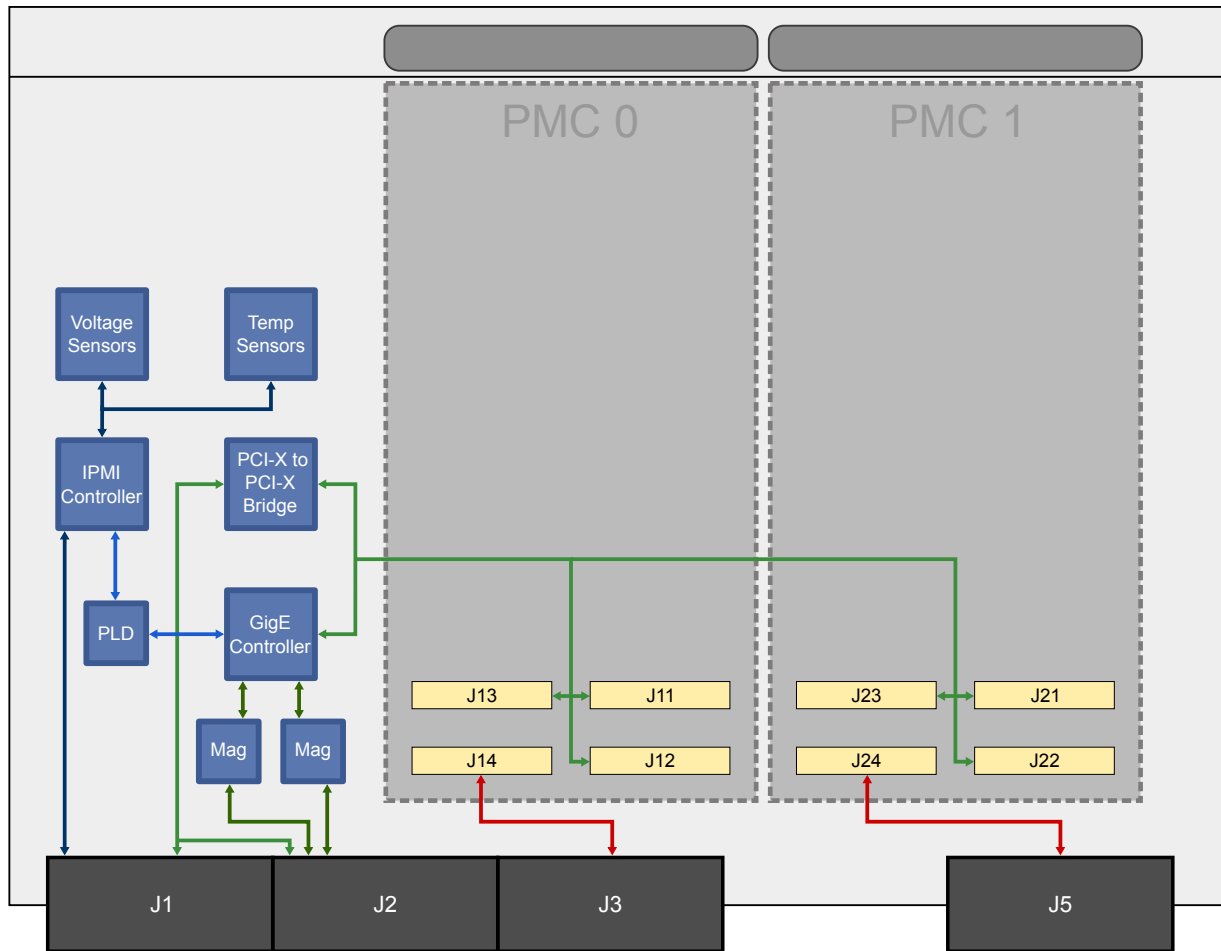 PMC 0
PMC 1
Voltage
Sensors
Temp
Sensors
IPMI
Controller
PCI-X to
PCI-X
Bridge
PLD
GigE
Controller
J13
J11
J23
J21
Mag
Mag
J14
J12
J24
J22
J1
J2
J3
J5